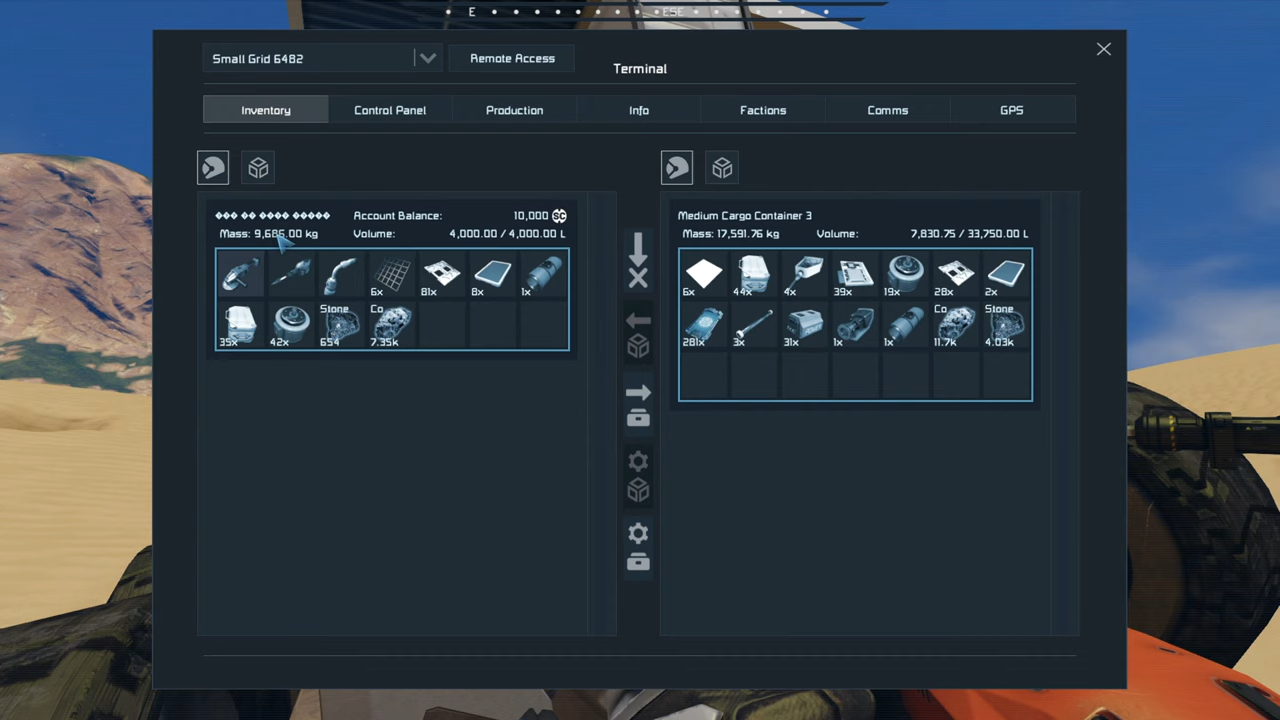 E ESE
Small Grid 6482
Remote Access
Terminal
Inventory
Control Panel
Production
Info
Factions
Comms
GPS
��� �� ���� ����� Account Balance: 10,000 SC
Mass: 9,686.00 kg Volume: 4,000.00 / 4,000.00 L
6x 81x 8x 1x
Stone Co
35x 42x 654 7.35k
Medium Cargo Container 3
Mass: 17,591.76 kg Volume: 7,830.75 / 33,750.00 L
6x 44x 4x 39x 19x 28x 2x
Co Stone
281x 3x 31x 1x 1x 11.7k 4.03k